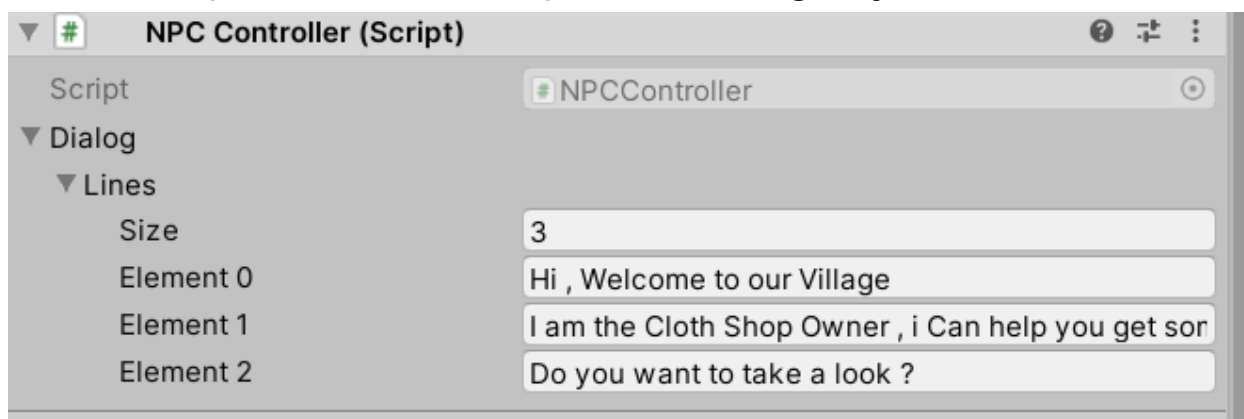 NPC Controller (Script)
Script NPCController
Dialog
Lines
Size 3
Element 0 Hi , Welcome to our Village
Element 1 I am the Cloth Shop Owner , i Can help you get
Element 2 Do you want to take a look ?